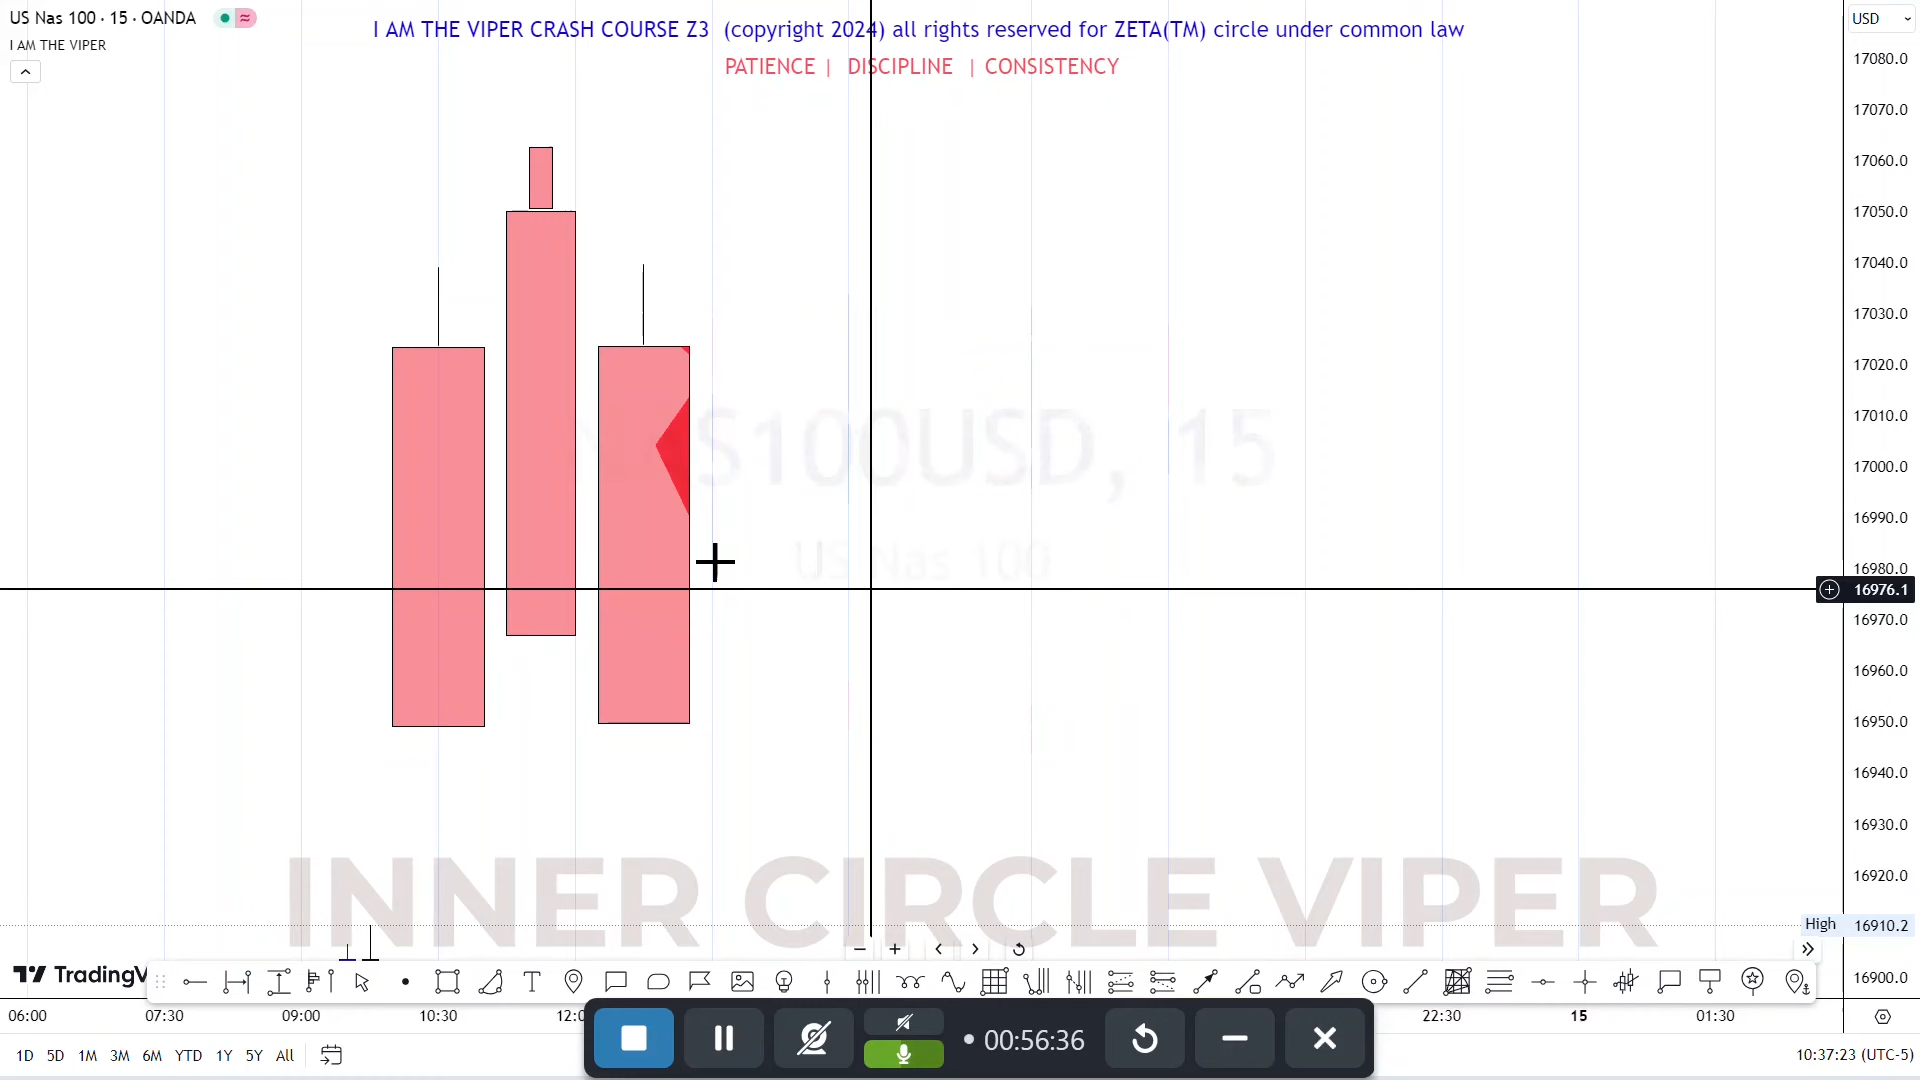 US Nas 100 · 15 · OANDA
I AM THE VIPER CRASH COURSE Z3 (copyright 2024) all rights reserved for ZETA(TM) circle under common law
I AM THE VIPER
PATIENCE | DISCIPLINE | CONSISTENCY
USD
17080.0
17070.0
17060.0
17050.0
17040.0
17030.0
17020.0
17010.0
17000.0
16990.0
16980.0
16976.1
16970.0
16960.0
16950.0
16940.0
16930.0
16920.0
High 16910.2
16900.0
S100USD, 15
US Nas 100
INNER CIRCLE VIPER
TradingV
06:00 07:30 09:00 10:30 12:0 22:30 15 01:30
00:56:36
1D 5D 1M 3M 6M YTD 1Y 5Y All
10:37:23 (UTC-5)